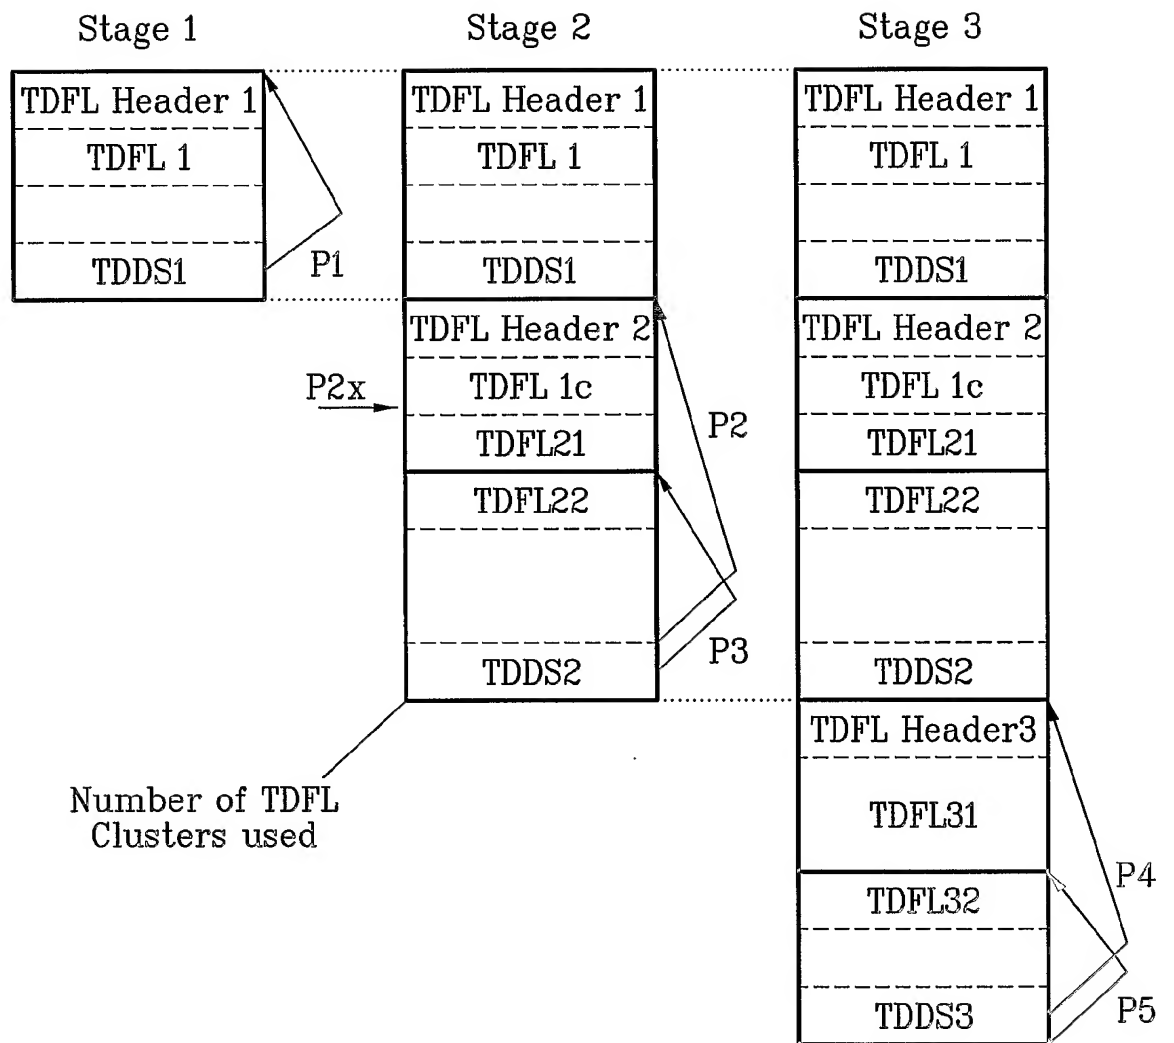 Stage 1
Stage 2
Stage 3
TDFL Header 1
TDFL 1
TDDS1
P1
TDFL Header 1
TDFL 1
TDDS1
TDFL Header 2
P2x
TDFL 1c
TDFL21
P2
TDFL22
P3
TDDS2
Number of TDFL
Clusters used
TDFL Header 1
TDFL 1
TDDS1
TDFL Header 2
TDFL 1c
TDFL21
TDFL22
TDDS2
TDFL Header3
TDFL31
P4
TDFL32
TDDS3
P5